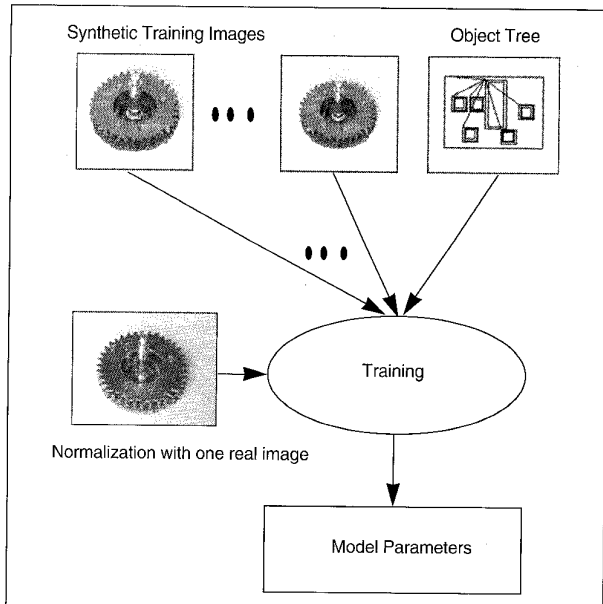 Synthetic Training Images
Object Tree
Training
Normalization with one real image
Model Parameters